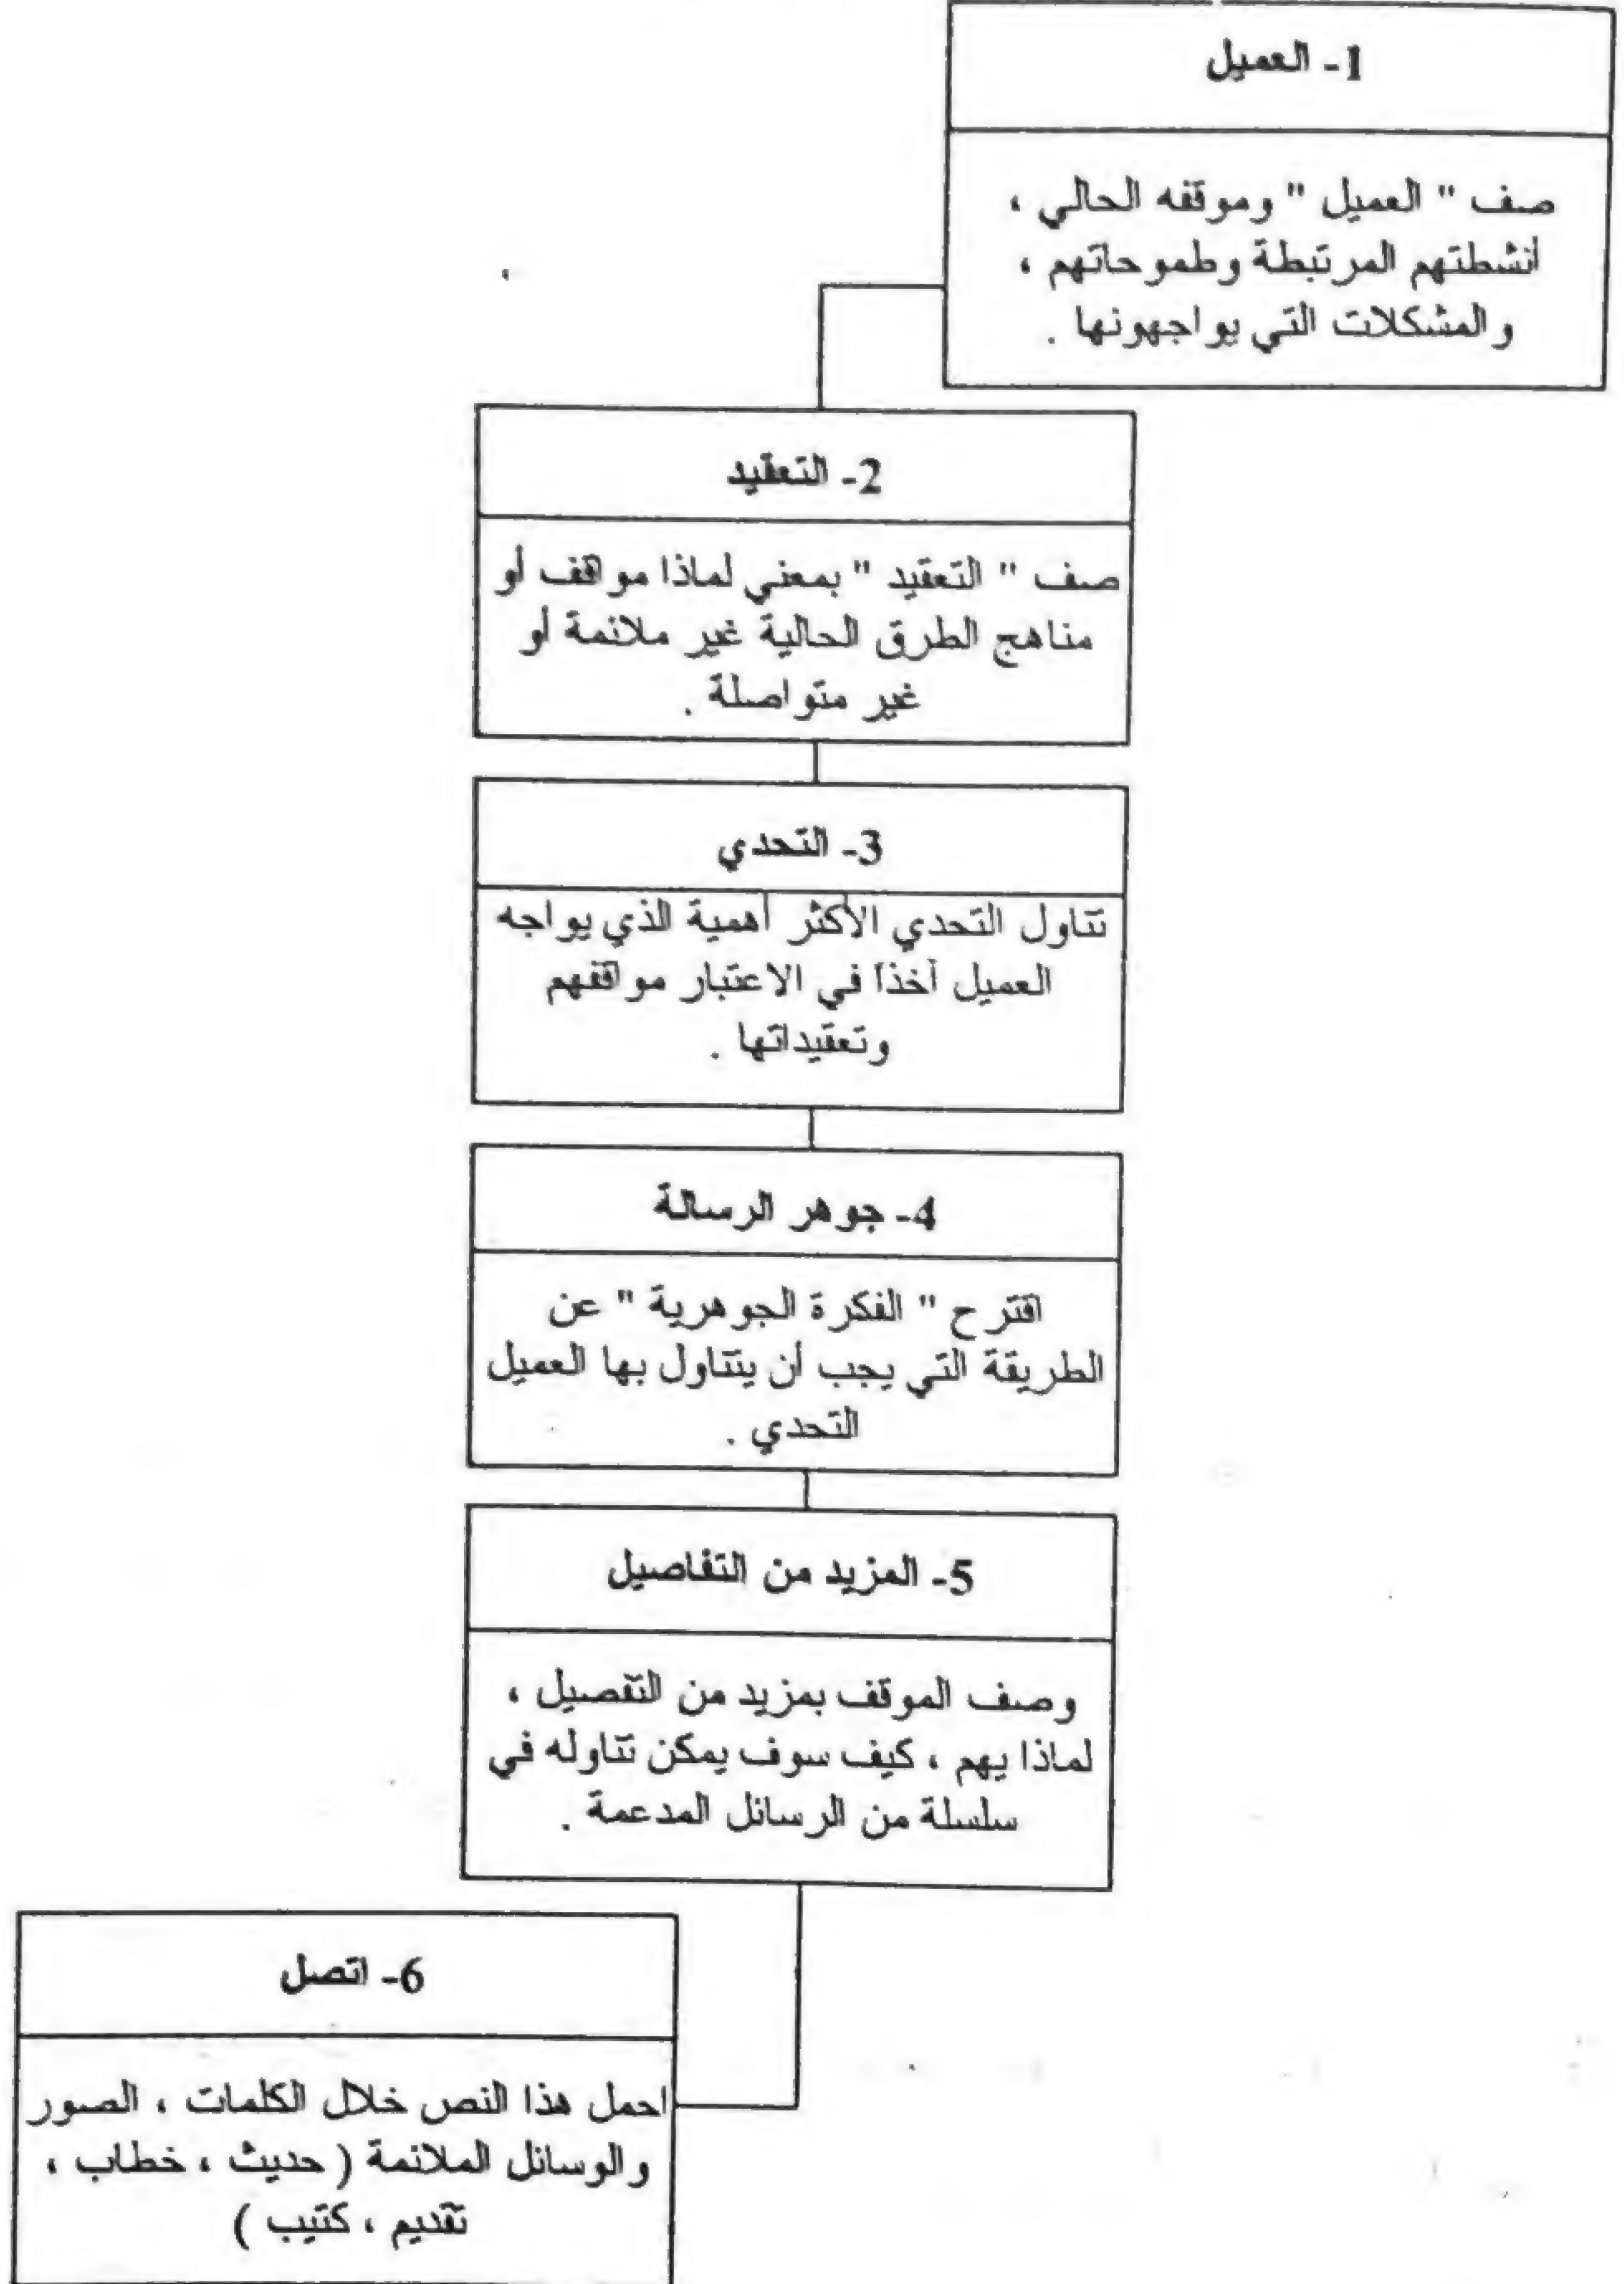 1- العميل
صف " العميل " وموقفه الحالي ،
أنشطتهم المرتبطة وطموحاتهم ،
والمشكلات التي يواجهونها .
2- التعقيد
صف " التعقيد " بمعني لماذا مواقف أو
مناهج الطرق الحالية غير ملائمة أو
غير متواصلة .
3- التحدي
تتاول التحدي الأكثر أهمية الذي يواجه
العميل آخذاً في الاعتبار مواقفهم
وتعقيداتها .
4- جوهر الرسالة
اقترح " الفكرة الجوهرية " عن
الطريقة التي يجب أن يتتاول بها العميل
التحدي .
5- المزيد من التفاصيل
وصف الموقف بمزيد من التفصيل ،
لماذا يهم ، كيف سوف يمكن تتاوله في
سلسلة من الرسائل المدعمة .
6- اتصل
احمل هذا النص خلال الكلمات ، الصور
والوسائل الملائمة ( حديث ، خطاب ،
تقديم ، كتيب )